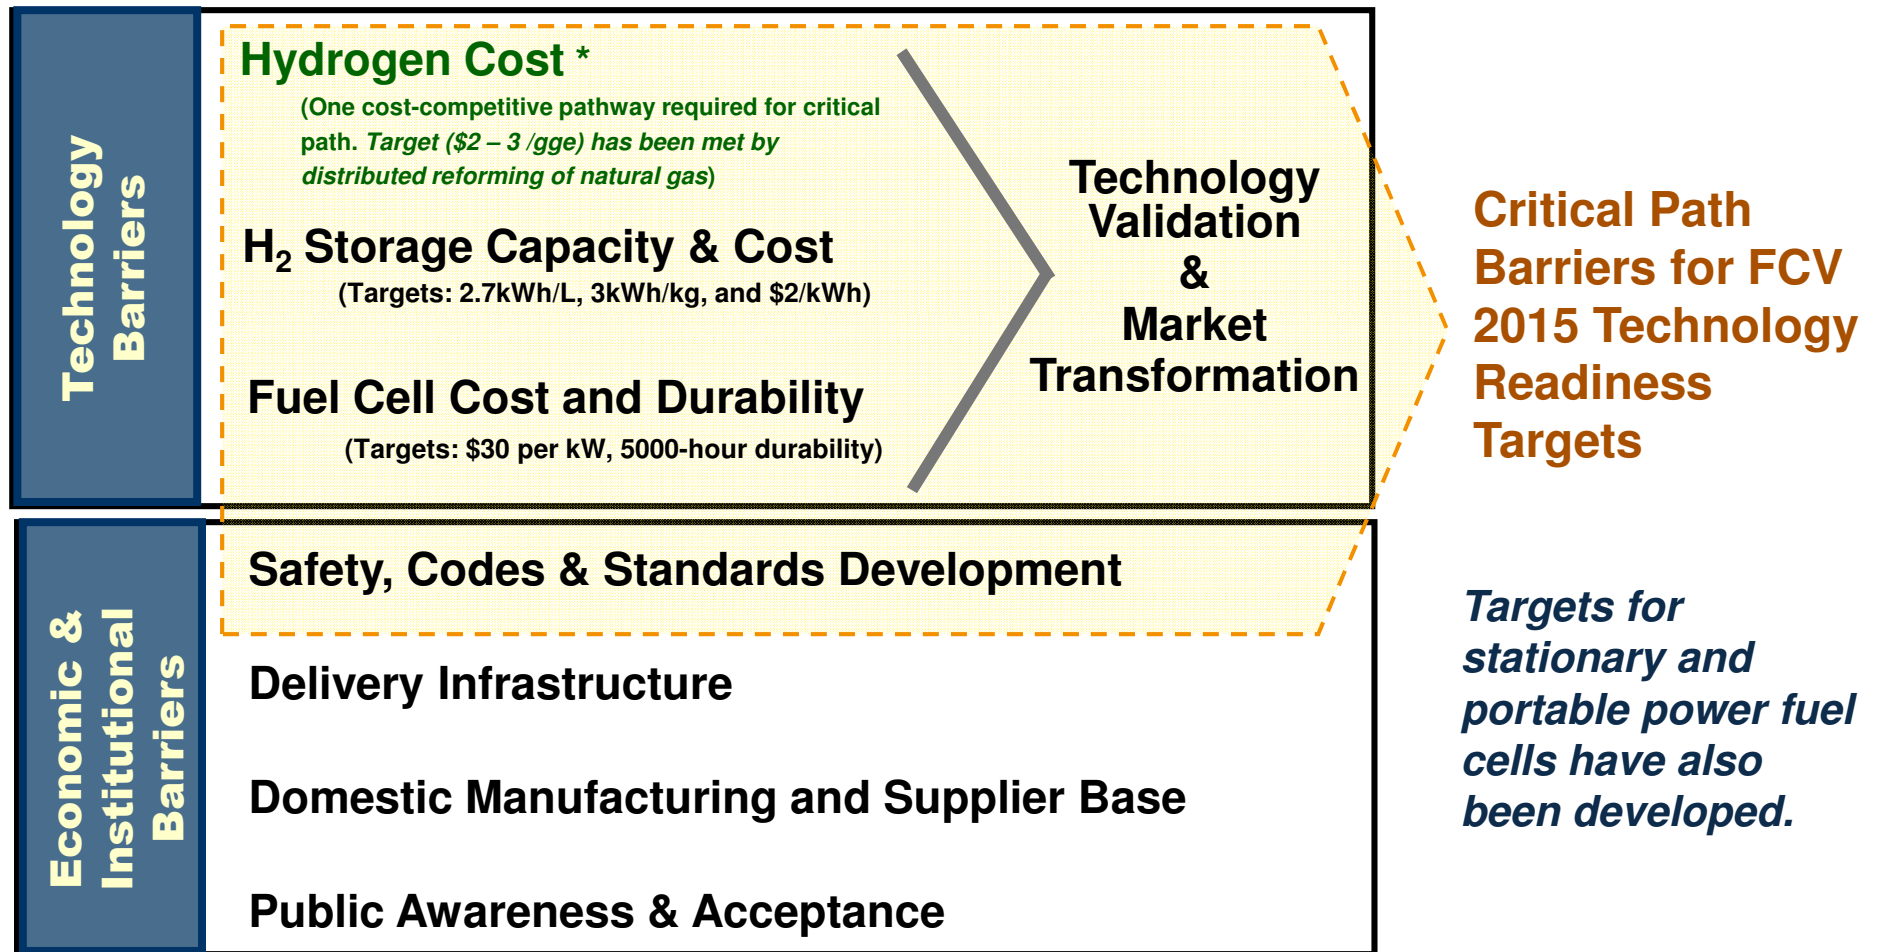 Technology
Barriers
Hydrogen Cost *
(One cost-competitive pathway required for critical
path. Target ($2 – 3 /gge) has been met by
distributed reforming of natural gas)
H₂ Storage Capacity & Cost
(Targets: 2.7kWh/L, 3kWh/kg, and $2/kWh)
Fuel Cell Cost and Durability
(Targets: $30 per kW, 5000-hour durability)
Technology
Validation
&
Market
Transformation
Critical Path
Barriers for FCV
2015 Technology
Readiness
Targets
Economic &
Institutional
Barriers
Safety, Codes & Standards Development
Delivery Infrastructure
Domestic Manufacturing and Supplier Base
Public Awareness & Acceptance
Targets for
stationary and
portable power fuel
cells have also
been developed.